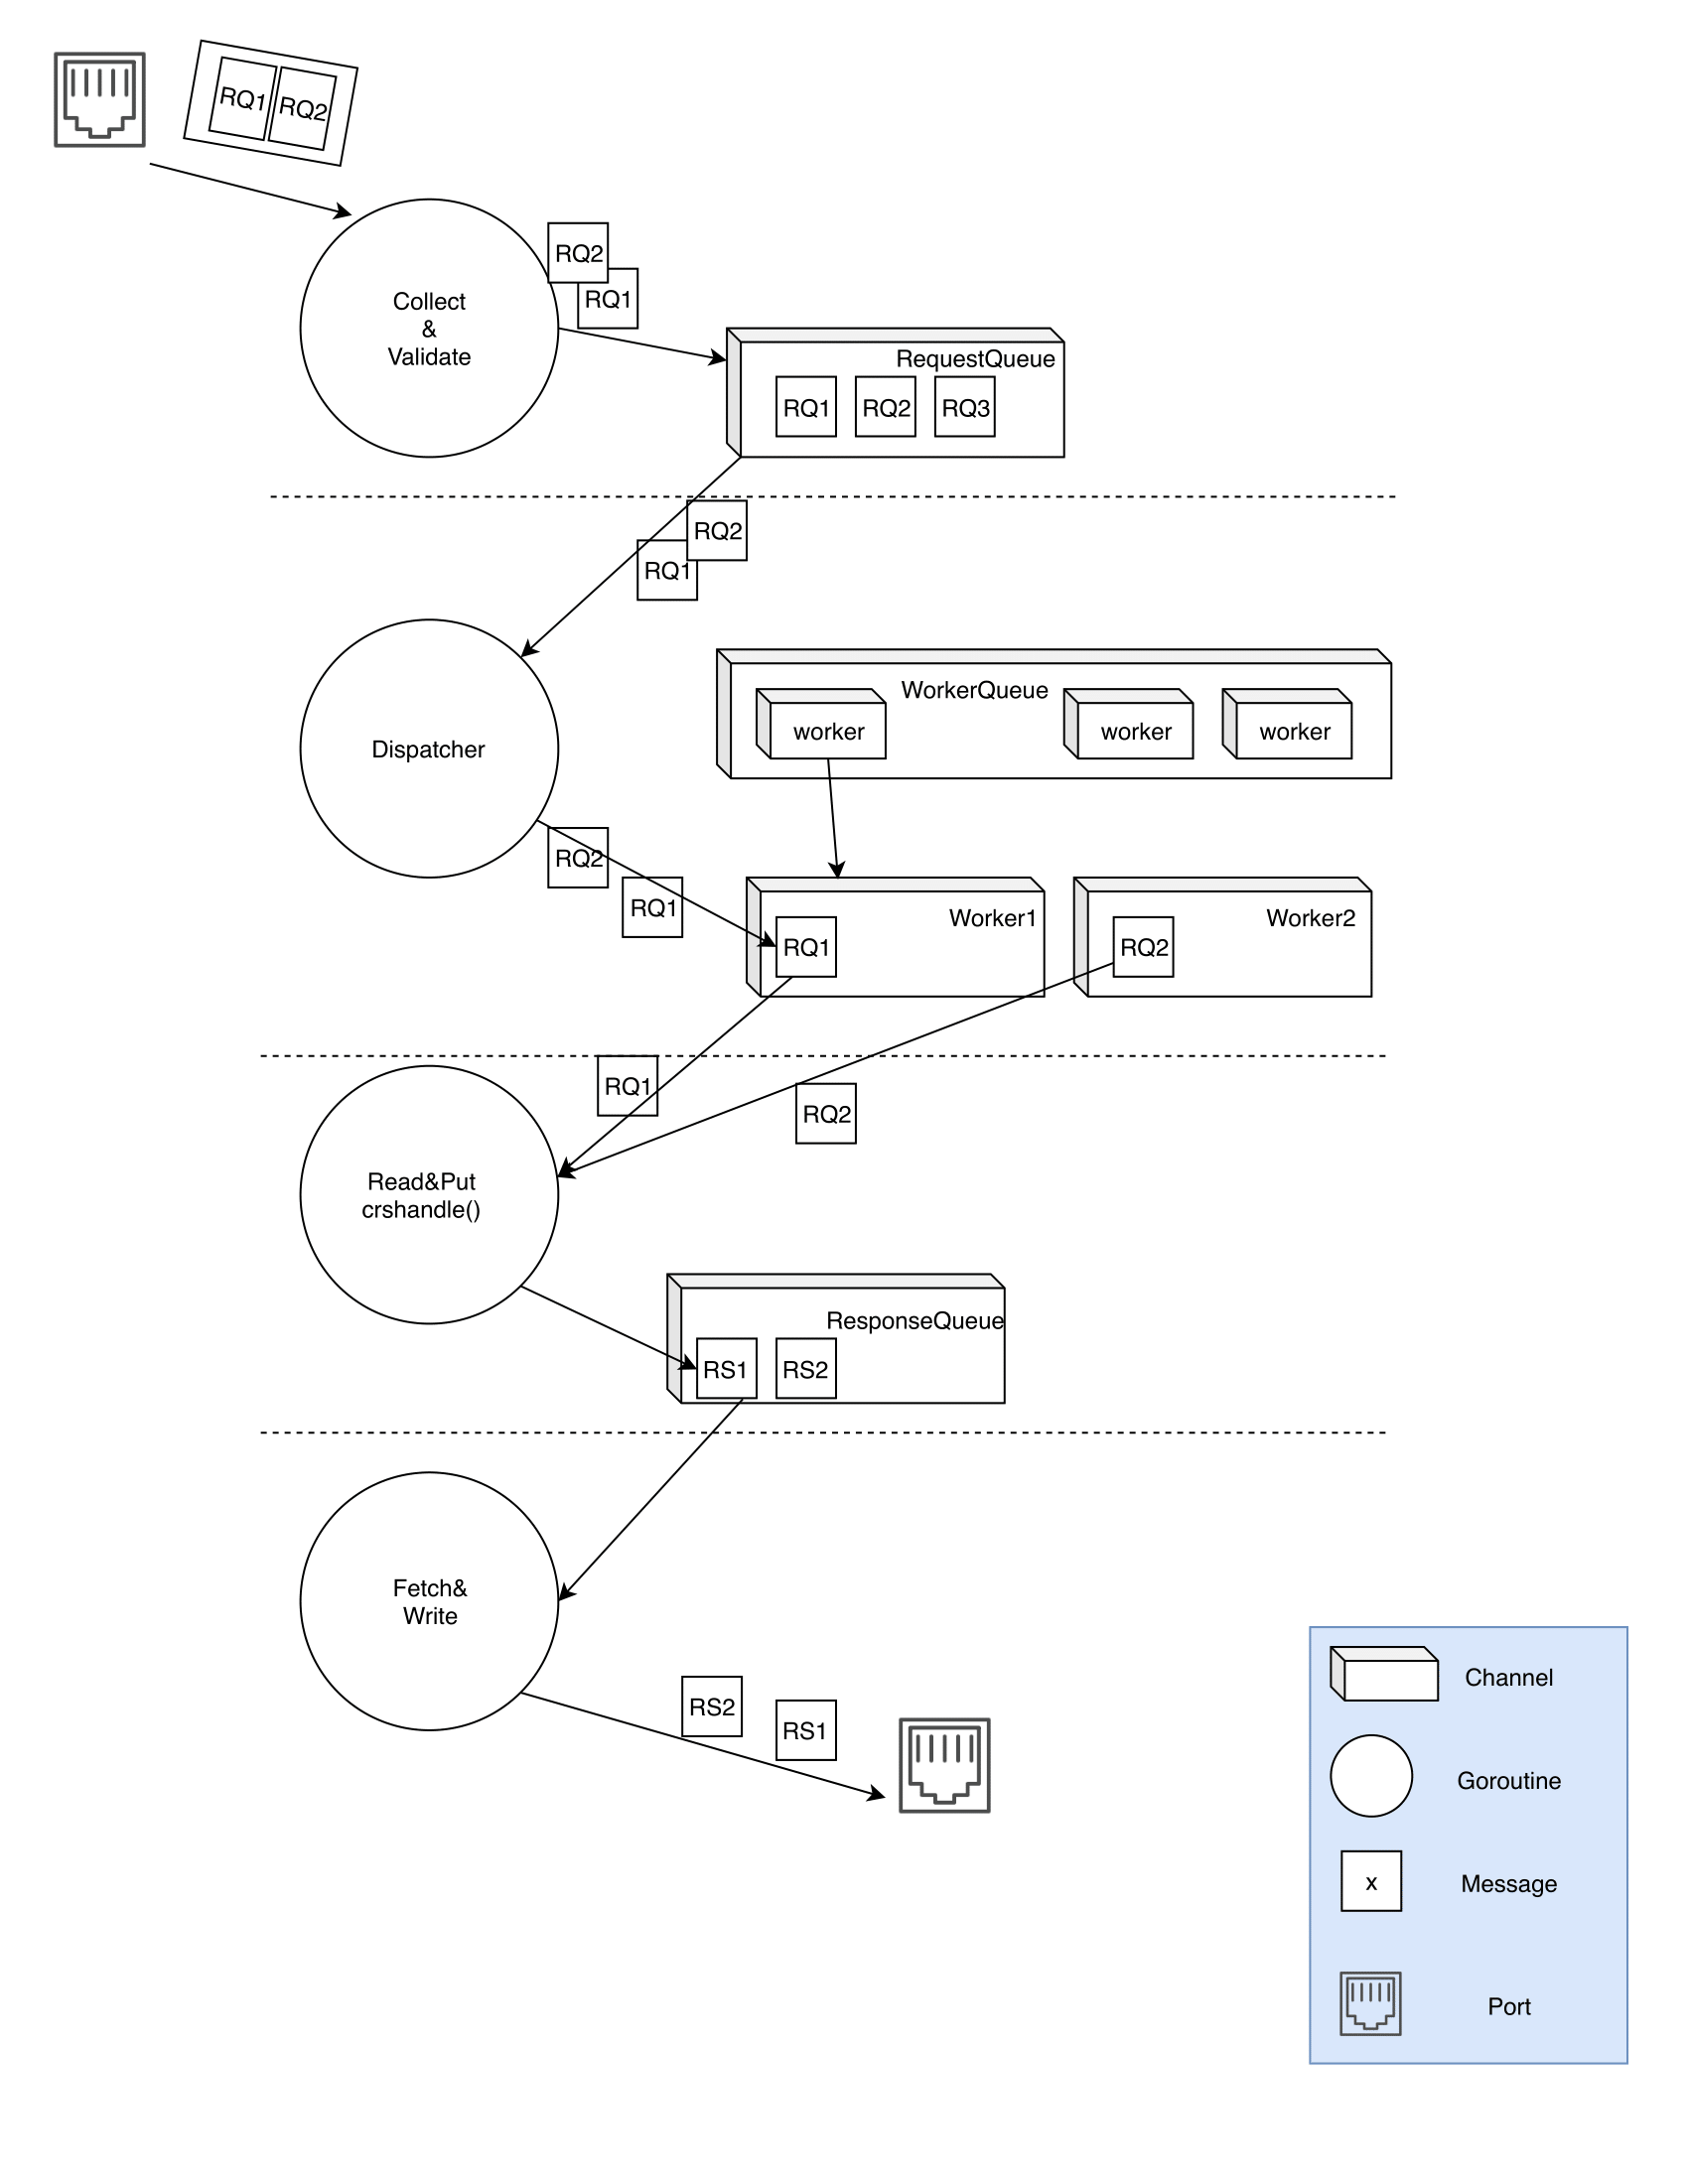 RQ1
RQ2
Collect
&
Validate
RQ2
RQ1
RequestQueue
RQ1
RQ2
RQ3
RQ2
RQ1
Dispatcher
WorkerQueue
worker
worker
worker
RQ2
RQ1
Worker1
RQ1
Worker2
RQ2
RQ1
RQ2
Read&Put
crshandle()
ResponseQueue
RS1
RS2
Fetch&
Write
RS2
RS1
Channel
Goroutine
x
Message
Port